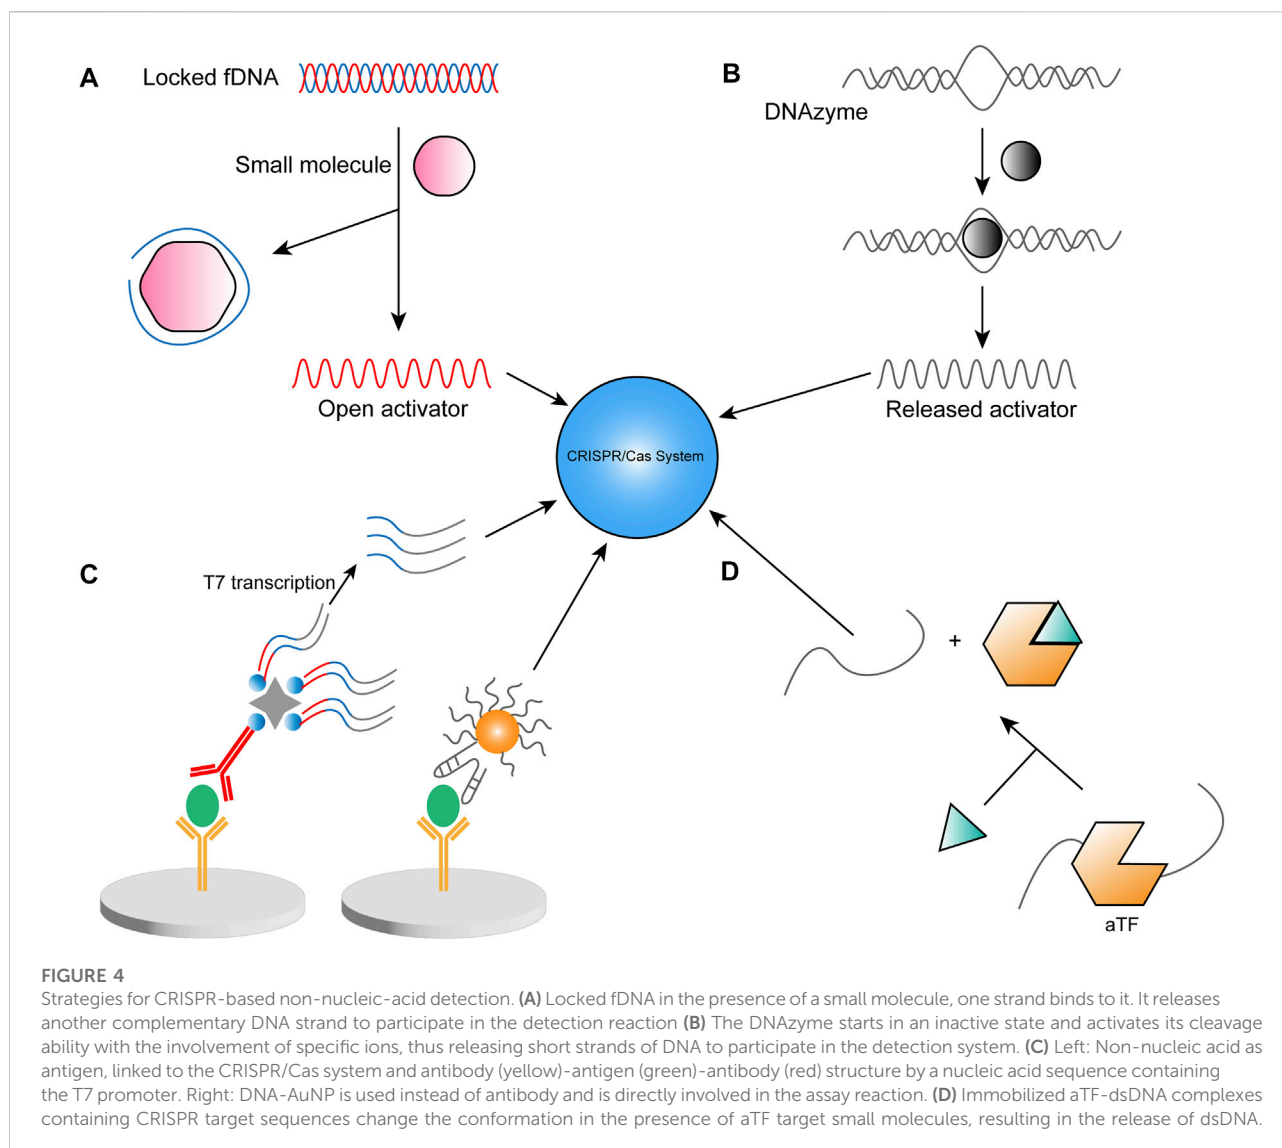 A
Locked fDNA
Small molecule
Open activator
B
DNAzyme
Released activator
CRISPR/Cas System
C
T7 transcription
D
+
aTF
FIGURE 4
Strategies for CRISPR-based non-nucleic-acid detection. (A) Locked fDNA in the presence of a small molecule, one strand binds to it. It releases
another complementary DNA strand to participate in the detection reaction (B) The DNAzyme starts in an inactive state and activates its cleavage
ability with the involvement of specific ions, thus releasing short strands of DNA to participate in the detection system. (C) Left: Non-nucleic acid as
antigen, linked to the CRISPR/Cas system and antibody (yellow)-antigen (green)-antibody (red) structure by a nucleic acid sequence containing
the T7 promoter. Right: DNA-AuNP is used instead of antibody and is directly involved in the assay reaction. (D) Immobilized aTF-dsDNA complexes
containing CRISPR target sequences change the conformation in the presence of aTF target small molecules, resulting in the release of dsDNA.